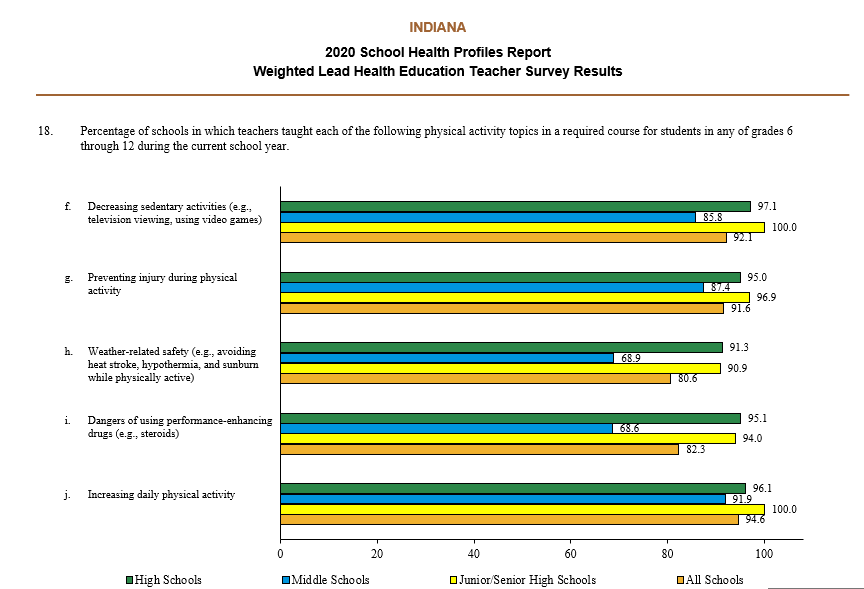 INDIANA
2020 School Health Profiles Report
Weighted Lead Health Education Teacher Survey Results
18. Percentage of schools in which teachers taught each of the following physical activity topics in a required course for students in any of grades 6
through 12 during the current school year.
f. Decreasing sedentary activities (e.g.,
television viewing, using video games)
97.1
85.8
100.0
92.1
g. Preventing injury during physical
activity
95.0
87.4
96.9
91.6
h. Weather-related safety (e.g., avoiding
heat stroke, hypothermia, and sunburn
while physically active)
91.3
68.9
90.9
80.6
i. Dangers of using performance-enhancing
drugs (e.g., steroids)
95.1
68.6
94.0
82.3
j. Increasing daily physical activity
96.1
91.9
100.0
94.6
0 20 40 60 80 100
High Schools Middle Schools Junior/Senior High Schools All Schools